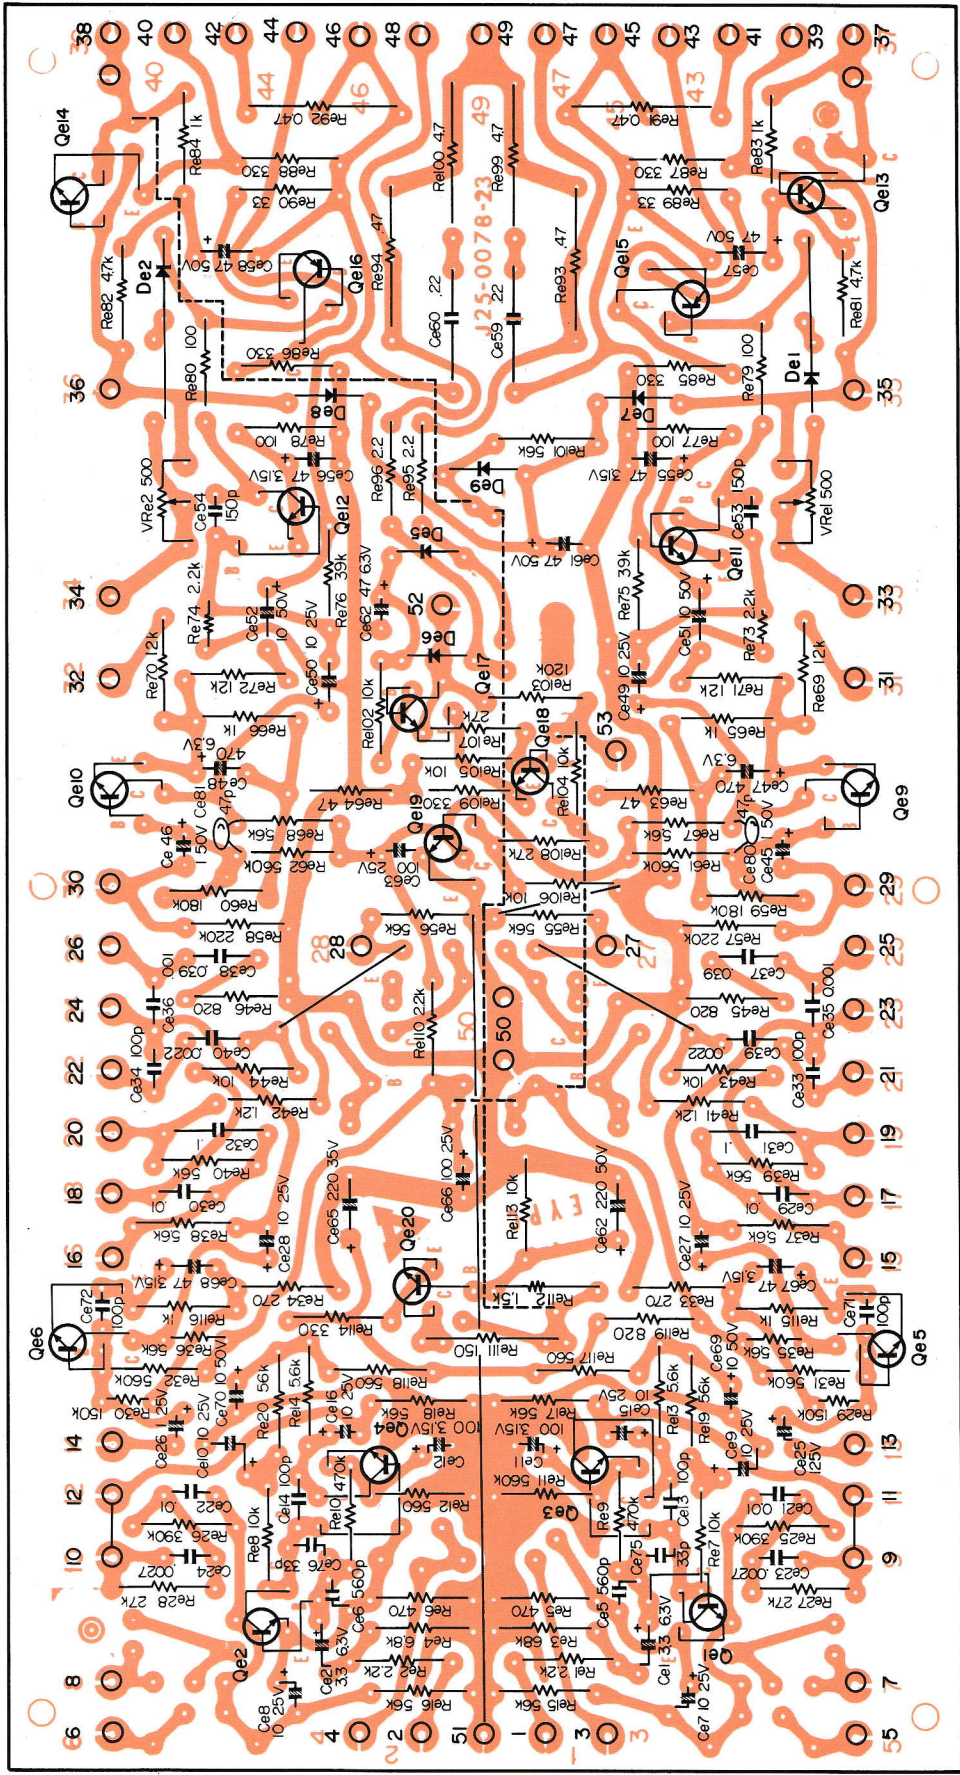 38
40
42
44
46
48
49
47
45
43
41
39
37
40
44
46
49
47
45
43
Qe14
Re84 1k
Re92 0.47
Re88 330
Re90 33
Re100 4.7
Re99 4.7
Re91 0.47
Re87 330
Re89 33
Re83 1k
Qe13
Re82 4.7k
De2
Ce58 47 50V
Qe16
Re94 .47
J25-0078-23
Re93 .47
Qe15
47 50V
Ce57
Re81 4.7k
36
Re80 100
Re86 330
De8
Ce60 .22
Ce59 .22
De7
Re85
330
Re79 100
De1
35
VRe2 500
Ce54
150p
Re78
100
Ce56
47 3.15V
Qe12
Re96 2.2
Re95 2.2
De5
De9
Re101
56k
Re77
100
Ce55
47 3.15V
Qe11
Ce53 150p
VRe1 500
34
Re74 2.2k
Ce52
10 50V
Re76 39k
Ce62 47 6.3V
52
De6
Ce61 47 50V
Re75 39k
Ce51 10 50V
Re73 2.2k
33
32
Re70 12k
Re72
12k
Ce50 10 25V
Re102 10k
Qe17
Re103
120k
Ce49 10 25V
Re71
12k
Re69 12k
31
Re66
1k
27k
Re107
Qe18
53
Re65
1k
Qe10
6.3V
470
Ce48
Ce81
47p
Re64
47
Re105
10k
Re109
330
Qe19
Re104 10k
Re63
47
6.3V
Ce47
470
Qe9
Ce46
1 50V
Re68
56k
Re62
560k
Ce63
100
25V
Re108
27k
Re67
56k
Re61
560k
Ce80
47p
Ce45
1 50V
30
Re60
180k
Re58
220k
28
Re56
56k
Re106
10k
Re55
56k
27
Re59
180k
Re57
220k
29
26
Ce38
.039
Ce37
.039
25
24
Ce36
.001
Re46
820
Re110 2.2k
50
Re45
820
Ce35 0.001
23
22
Ce34 100p
Ce40
.0022
Re44
10k
Re42
1.2k
Ce39
.0022
Re43
10k
Re41
1.2k
Ce33 100p
21
20
Ce32
.1
Re40
56k
Ce31
.1
Re39
56k
19
18
Ce30
.01
Re38
5.6k
Ce28 10 25V
Ce65 220 35V
Ce66 100 25V
Re113 10k
Ce62 220 50V
Ce27 10 25V
Ce29
.01
Re37
5.6k
17
16
Ce68 47 3.15V
Qe20
Ce67 47
3.15V
15
Qe6
Ce72
100p
Re116
1k
Re34
270
Re114
330
Re112
1.5k
Re33
270
Re119
820
Re115
1k
Ce71
100p
Qe5
Re36
56k
Re111
150
Re35
56k
Re32
560k
Re30
150k
Ce70 10 50V
Re20 56k
Re14 5.6k
Ce16
10 25V
Re118
560
Re117 560
Ce15
10 25V
Re13 5.6k
Re19 56k
Ce69
10 50V
Re31
560k
Re29
150k
14
Ce26 1 25V
Ce10 10 25V
Qe4
Re18
56k
100 3.15V
Ce12
Re17
56k
100 3.15V
Ce11
Ce9
10 25V
Ce25
1 25V
13
12
Ce22
.01
Re26
390k
Ce14 100p
Re10 470k
Re12
560
Re11
560k
Qe3
Re9
470k
Ce13
100p
Ce21
0.01
Re25
390k
11
10
Ce24
.0027
Re28
27k
Re8 10k
Ce76
33p
Ce6 560p
Re6
470
Re5
470
Ce5 560p
Ce75
33p
Re7 10k
Ce23
.0027
Re27
27k
9
8
Qe2
Ce2
3.3 6.3V
Re4
6.8k
Re2
2.2k
Re3
6.8k
Re1
2.2k
Ce1 3.3 6.3V
Qe1
7
6
Ce8
10 25V
4
2
Re16
56k
51
Re15
56k
1
3
Ce7 10 25V
5